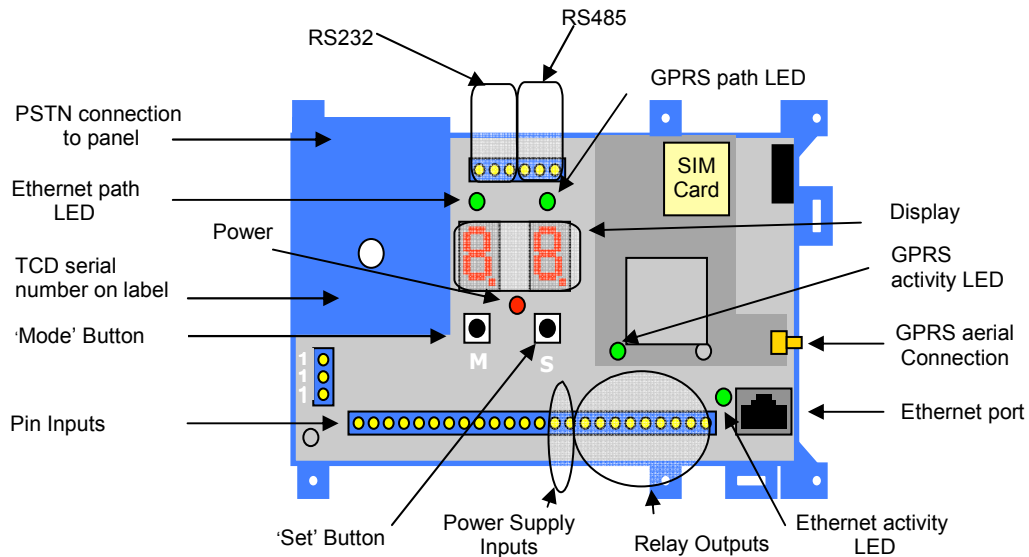 RS232
RS485
GPRS path LED
PSTN connection
to panel
SIM
Card
Ethernet path
LED
Display
Power
GPRS
activity LED
TCD serial
number on label
'Mode' Button
GPRS aerial
Connection
M
S
1
1
1
Pin Inputs
Ethernet port
'Set' Button
Power Supply
Inputs
Relay Outputs
Ethernet activity
LED
8.
8.